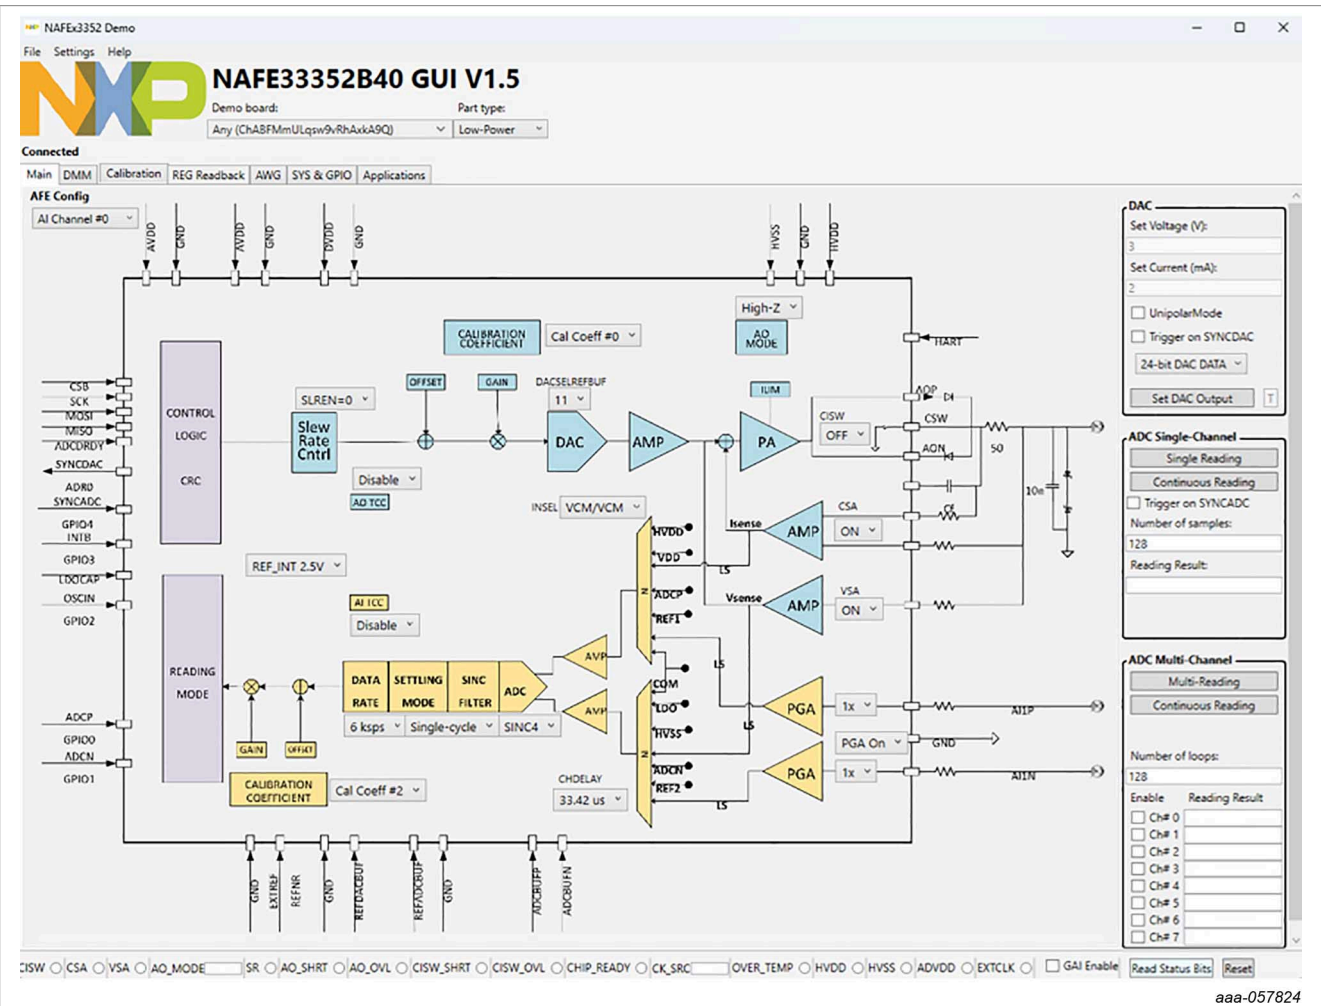 NAFEx3352 Demo
File Settings Help
NXP
NAFE33352B40 GUI V1.5
Demo board: Part type:
Any (ChABFMmULqsw9vRhAxkA9Q) Low-Power
Connected
Main DMM Calibration REG Readback AWG SYS & GPIO Applications
AFE Config
AI Channel #0
AVDD
GND
AVDD
GND
DVDD
GND
HVSS
GND
HVDD
High-Z
AO
MODE
CALIBRATION
COEFFICIENT
Cal Coeff #0
HART
CSB
SCK
MOSI
MISO
ADCDRDY
SYNCDAC
ADR0
SYNCADC
GPIO4
INTB
GPIO3
LDOCAP
OSCIN
GPIO2
ADCP
GPIO0
ADCN
GPIO1
CONTROL
LOGIC
CRC
SLREN=0
Slew
Rate
Cntrl
OFFSET
GAIN
DACSELREFBUF
11
DAC
AMP
ILIM
PA
CISW
OFF
AOP
CSW
AON
50
10n
Cf
Disable
AO TCC
INSEL VCM/VCM
HVDD
VDD
ADCP
REF1
COM
LDO
HVSS
ADCN
REF2
Isense
LS
AMP
CSA
ON
Vsense
AMP
VSA
ON
REF_INT 2.5V
AI TCC
Disable
READING
MODE
DATA
RATE
SETTLING
MODE
SINC
FILTER
ADC
AMP
AMP
6 ksps Single-cycle SINC4
GAIN
OFFSET
CALIBRATION
COEFFICIENT
Cal Coeff #2
CHDELAY
33.42 us
LS
LS
LS
PGA
1x
AI1P
PGA On
GND
PGA
1x
AI1N
GND
EXTREF
REFNR
GND
REFDACBUF
REFADCBUF
GND
ADCBUFP
ADCBUFN
DAC
Set Voltage (V):
3
Set Current (mA):
2
UnipolarMode
Trigger on SYNCDAC
24-bit DAC DATA
Set DAC Output T
ADC Single-Channel
Single Reading
Continuous Reading
Trigger on SYNCADC
Number of samples:
128
Reading Result:
ADC Multi-Channel
Multi-Reading
Continuous Reading
Number of loops:
128
Enable Reading Result
Ch# 0
Ch# 1
Ch# 2
Ch# 3
Ch# 4
Ch# 5
Ch# 6
Ch# 7
CISW CSA VSA AO_MODE SR AO_SHRT AO_OVL CISW_SHRT CISW_OVL CHIP_READY CK_SRC OVER_TEMP HVDD HVSS ADVDD EXTCLK GAI Enable Read Status Bits Reset
aaa-057824